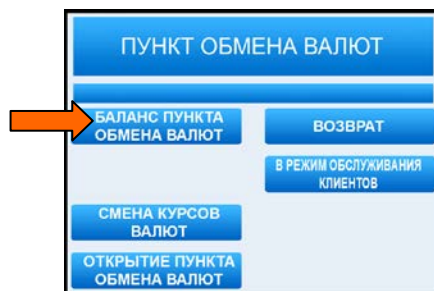 ПУНКТ ОБМЕНА ВАЛЮТ
БАЛАНС ПУНКТА
ОБМЕНА ВАЛЮТ
ВОЗВРАТ
В РЕЖИМ ОБСЛУЖИВАНИЯ
КЛИЕНТОВ
СМЕНА КУРСОВ
ВАЛЮТ
ОТКРЫТИЕ ПУНКТА
ОБМЕНА ВАЛЮТ